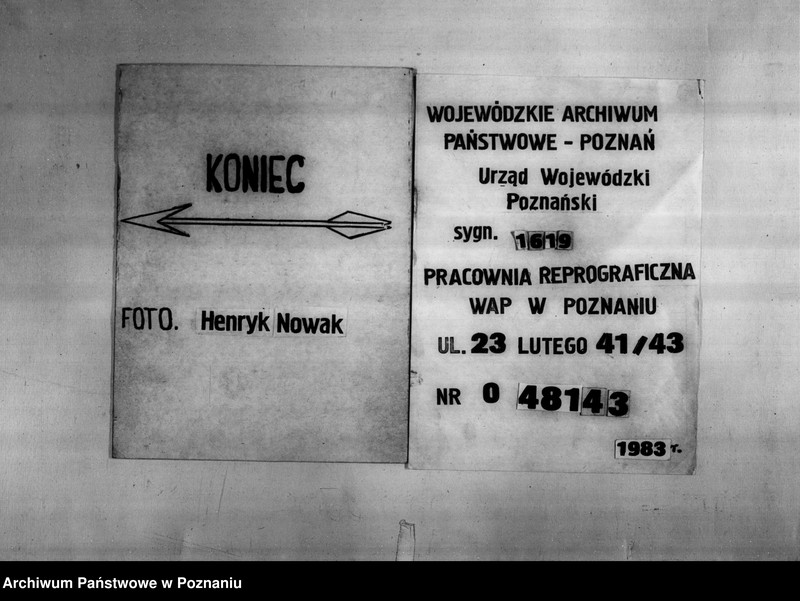 KONIEC
FOTO. Henryk Nowak
WOJEWÓDZKIE ARCHIWUM
PAŃSTWOWE - POZNAŃ
Urząd Wojewódzki
Poznański
sygn. 1619
PRACOWNIA REPROGRAFICZNA
WAP W POZNANIU
UL. 23 LUTEGO 41/43
NR 0 48143
1983 r.
Archiwum Państwowe w Poznaniu